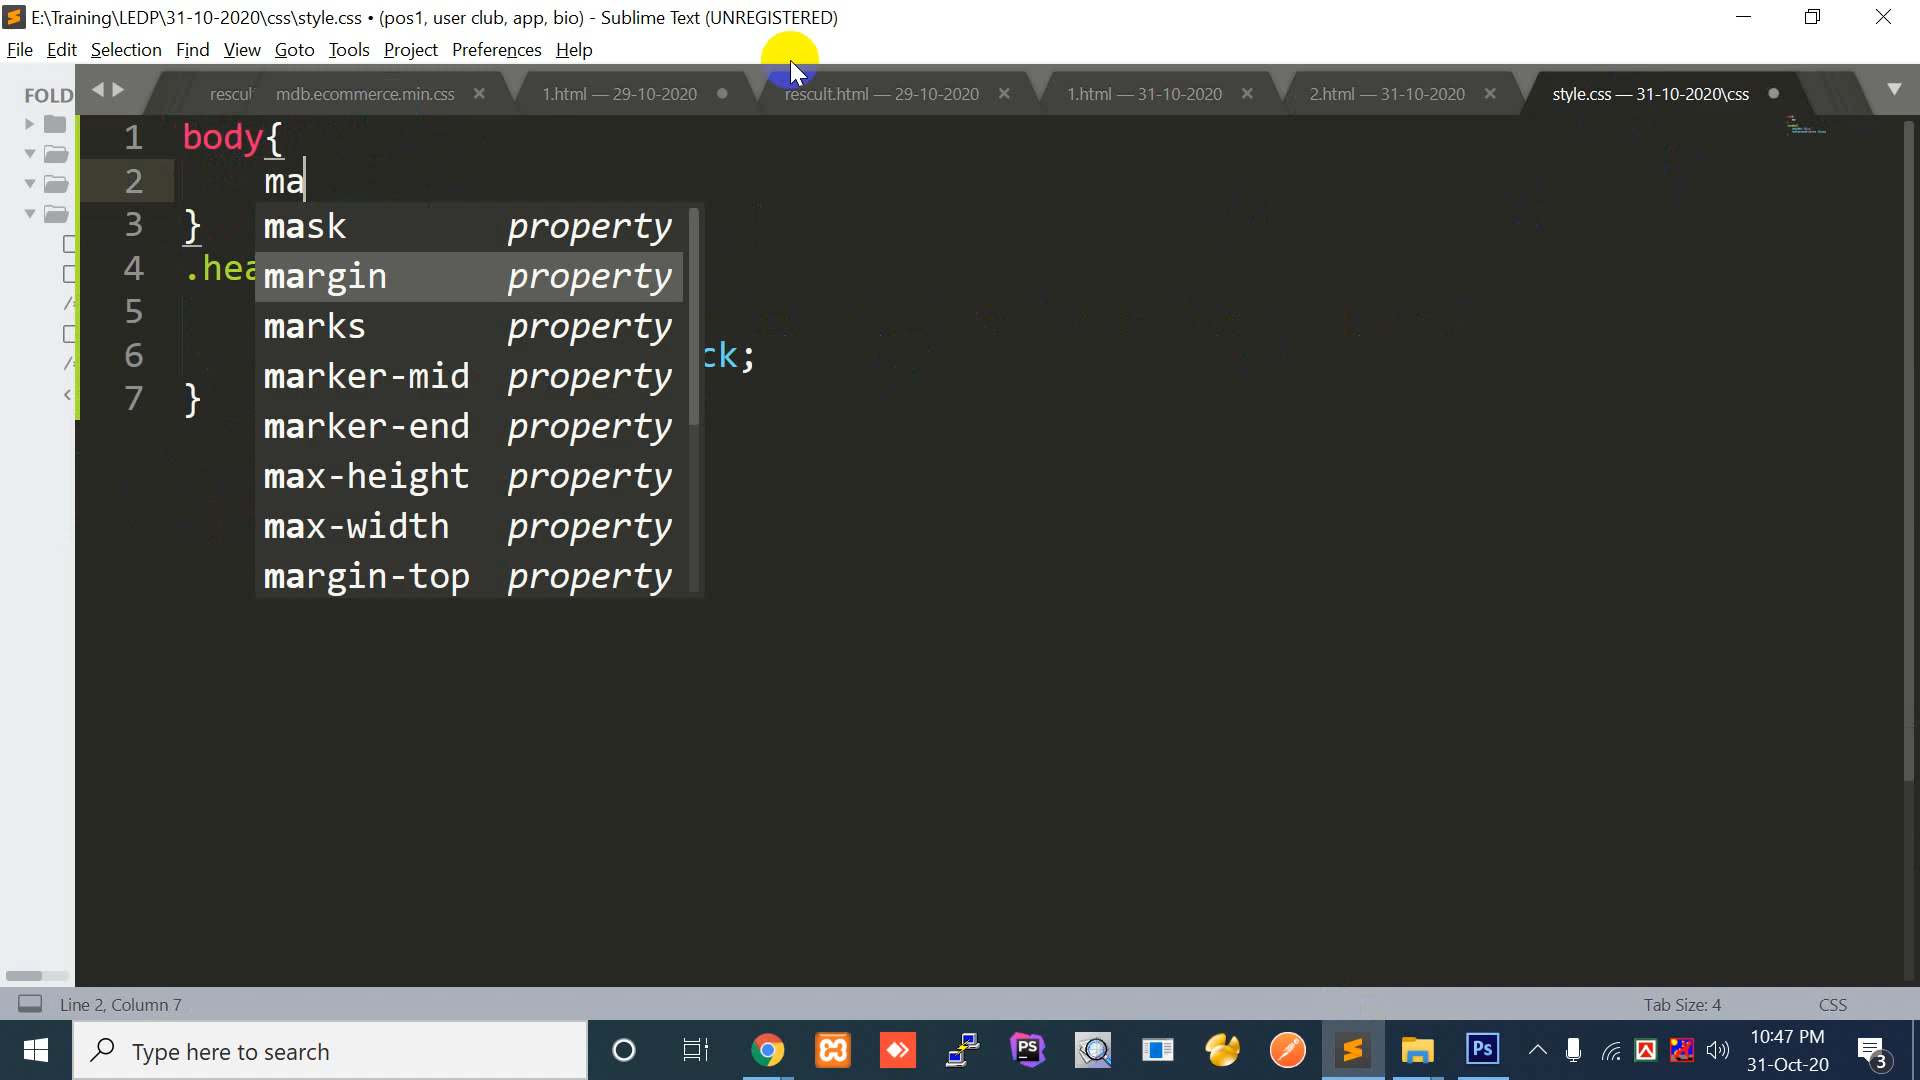 E:\Training\LEDP\31-10-2020\css\style.css • (pos1, user club, app, bio) - Sublime Text (UNREGISTERED)
File Edit Selection Find View Goto Tools Project Preferences Help
FOLD
rescul mdb.ecommerce.min.css 1.html — 29-10-2020 rescult.html — 29-10-2020 1.html — 31-10-2020 2.html — 31-10-2020 style.css — 31-10-2020\css
1 body{
2 ma
3 }
4 .hea
5
6 ck;
7 }
mask property
margin property
marks property
marker-mid property
marker-end property
max-height property
max-width property
margin-top property
/*
/*
<
Line 2, Column 7 Tab Size: 4 CSS
Type here to search
PS
Ps
10:47 PM
31-Oct-20
3